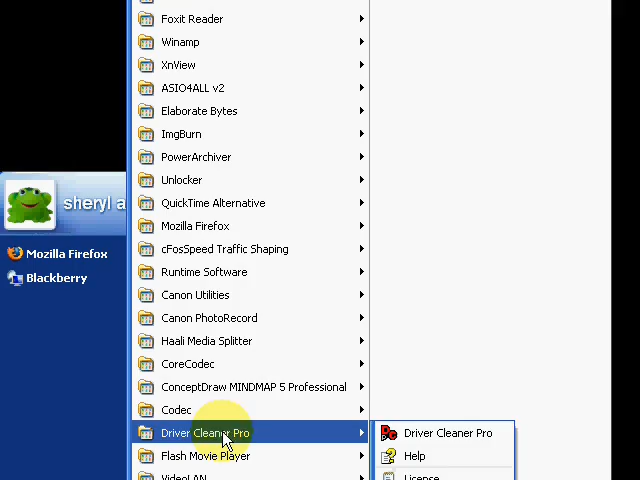 Foxit Reader
Winamp
XnView
ASIO4ALL v2
Elaborate Bytes
ImgBurn
PowerArchiver
Unlocker
sheryl a
QuickTime Alternative
Mozilla Firefox
Mozilla Firefox
cFosSpeed Traffic Shaping
Blackberry
Runtime Software
Canon Utilities
Canon PhotoRecord
Haali Media Splitter
CoreCodec
ConceptDraw MINDMAP 5 Professional
Codec
Driver Cleaner Pro
Driver Cleaner Pro
Flash Movie Player
Help
VideoLAN
License